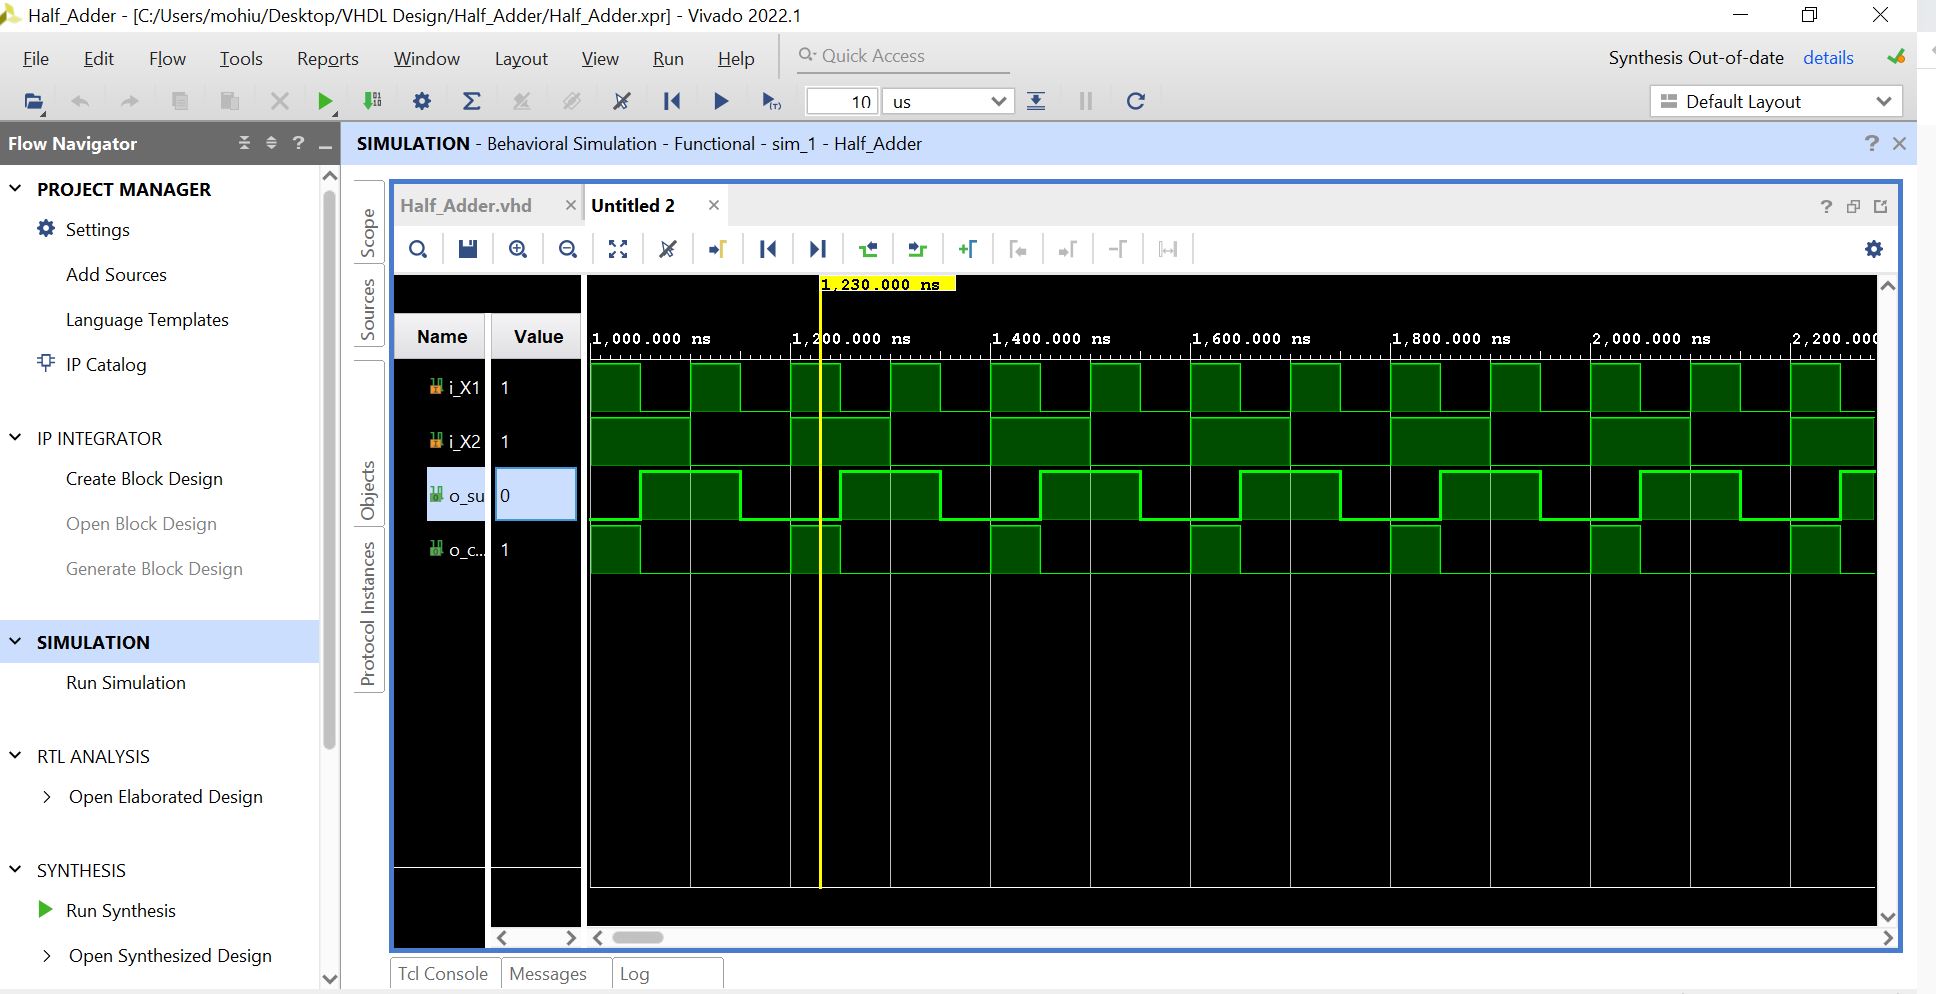 Half_Adder - [C:/Users/mohiu/Desktop/VHDL Design/Half_Adder/Half_Adder.xpr] - Vivado 2022.1
File Edit Flow Tools Reports Window Layout View Run Help Quick Access Synthesis Out-of-date details
10 us Default Layout
Flow Navigator
SIMULATION - Behavioral Simulation - Functional - sim_1 - Half_Adder
PROJECT MANAGER
Settings
Add Sources
Language Templates
IP Catalog
IP INTEGRATOR
Create Block Design
Open Block Design
Generate Block Design
SIMULATION
Run Simulation
RTL ANALYSIS
Open Elaborated Design
SYNTHESIS
Run Synthesis
Open Synthesized Design
Scope
Sources
Objects
Protocol Instances
Half_Adder.vhd Untitled 2
1,230.000 ns
Name Value
1,000.000 ns 1,200.000 ns 1,400.000 ns 1,600.000 ns 1,800.000 ns 2,000.000 ns 2,200.000
i_X1 1
i_X2 1
o_su 0
o_c... 1
Tcl Console Messages Log